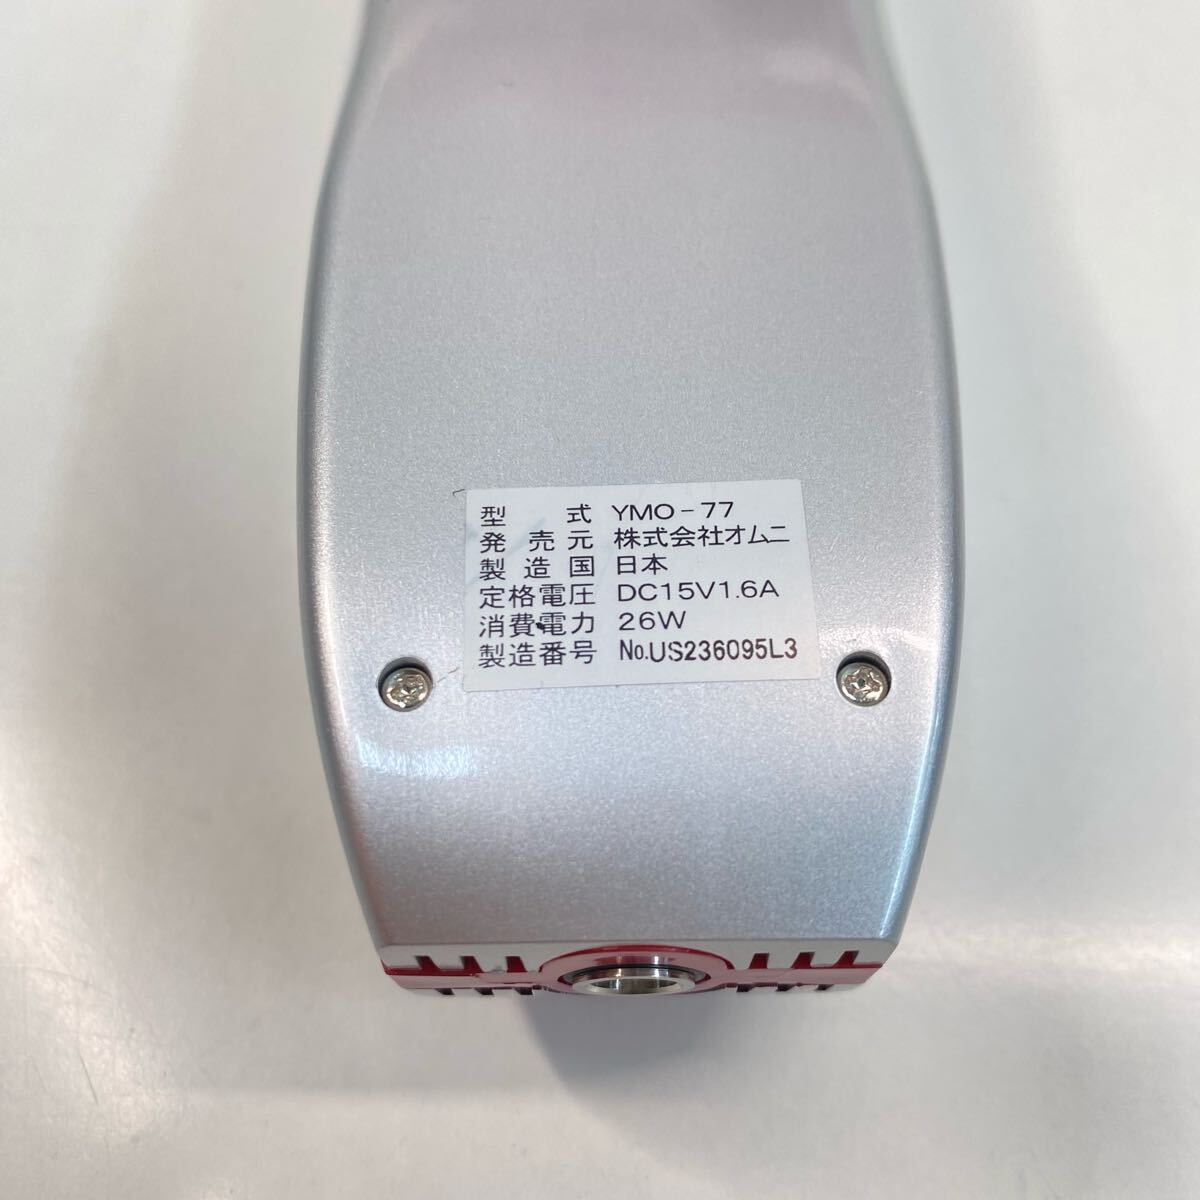 型 式 YMO-77
発 売 元 株式会社オムニ
製 造 国 日本
定格電圧 DC15V1.6A
消費電力 26W
製造番号 No.US236095L3